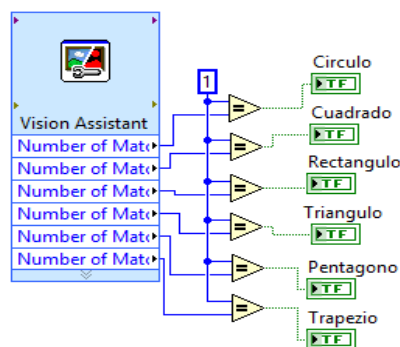 1
Circulo
TF
Vision Assistant
Cuadrado
TF
Number of Mat
Number of Mat
Rectangulo
TF
Number of Mat
Number of Mat
Triangulo
TF
Number of Mat
Number of Mat
Pentagono
TF
Trapezio
TF
=
=
=
=
=
=